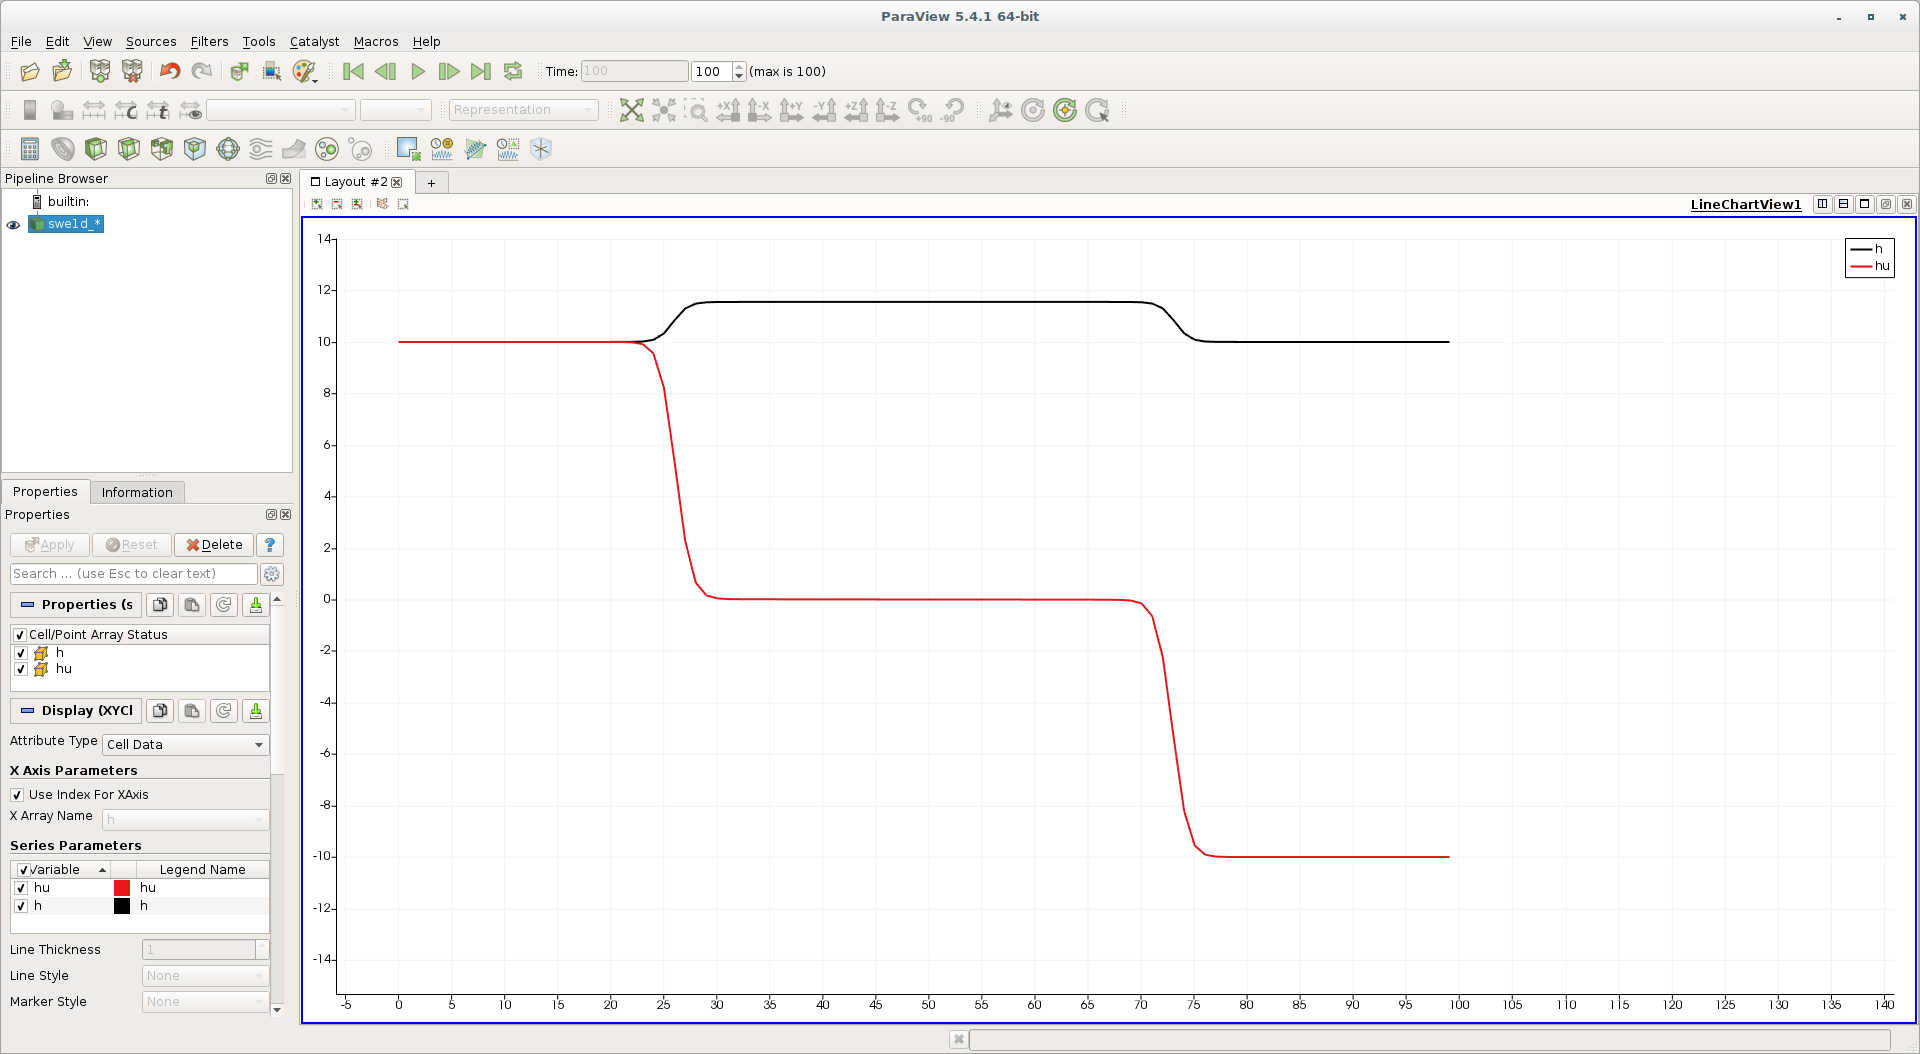 ParaView 5.4.1 64-bit
File Edit View Sources Filters Tools Catalyst Macros Help
Time: 100 100 (max is 100)
Representation
+X -X +Y -Y +Z -Z +90 -90
Pipeline Browser
builtin:
swe1d_*
Properties Information
Properties
Apply Reset Delete ?
Search ... (use Esc to clear text)
Properties (s
Cell/Point Array Status
h
hu
Display (XYCl
Attribute Type Cell Data
X Axis Parameters
Use Index For XAxis
X Array Name h
Series Parameters
Variable Legend Name
hu hu
h h
Line Thickness 1
Line Style None
Marker Style None
Layout #2 +
LineChartView1
h
hu
14
12
10
8
6
4
2
0
-2
-4
-6
-8
-10
-12
-14
-5 0 5 10 15 20 25 30 35 40 45 50 55 60 65 70 75 80 85 90 95 100 105 110 115 120 125 130 135 140